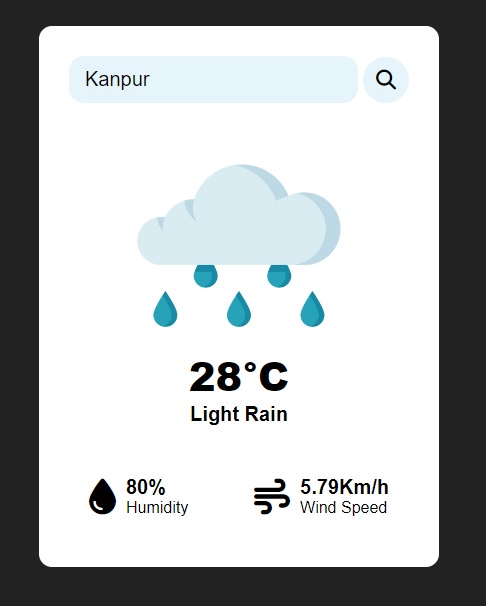 Kanpur
28°C
Light Rain
80%
Humidity
5.79Km/h
Wind Speed